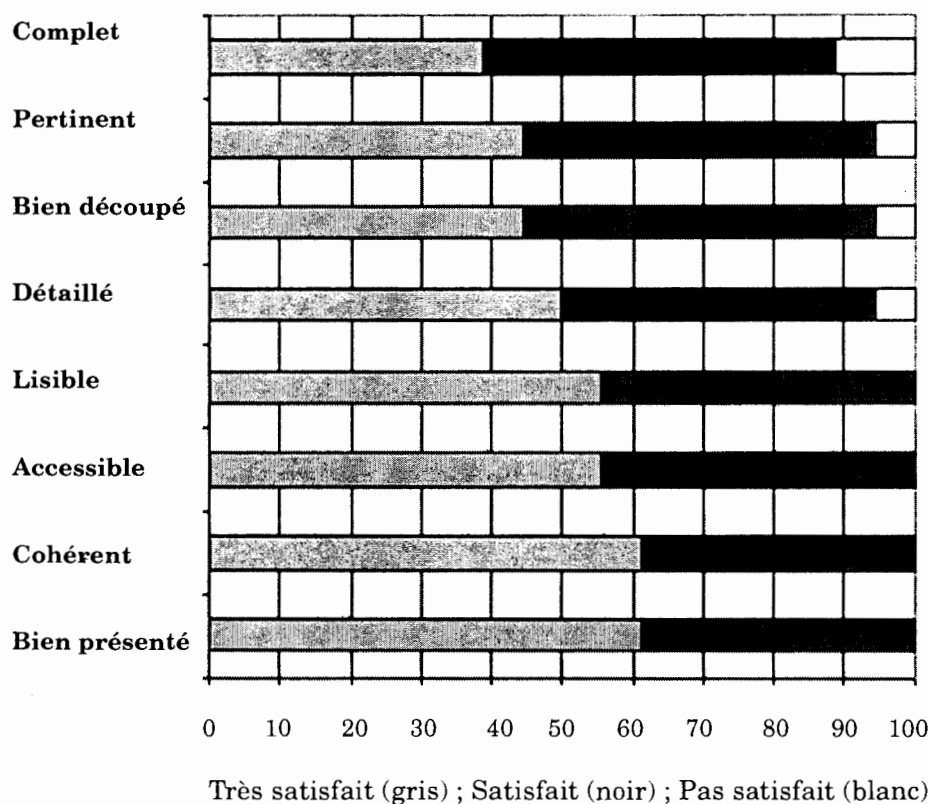 Complet
Pertinent
Bien découpé
Détaillé
Lisible
Accessible
Cohérent
Bien présenté
0 10 20 30 40 50 60 70 80 90 100
Très satisfait (gris) ; Satisfait (noir) ; Pas satisfait (blanc)